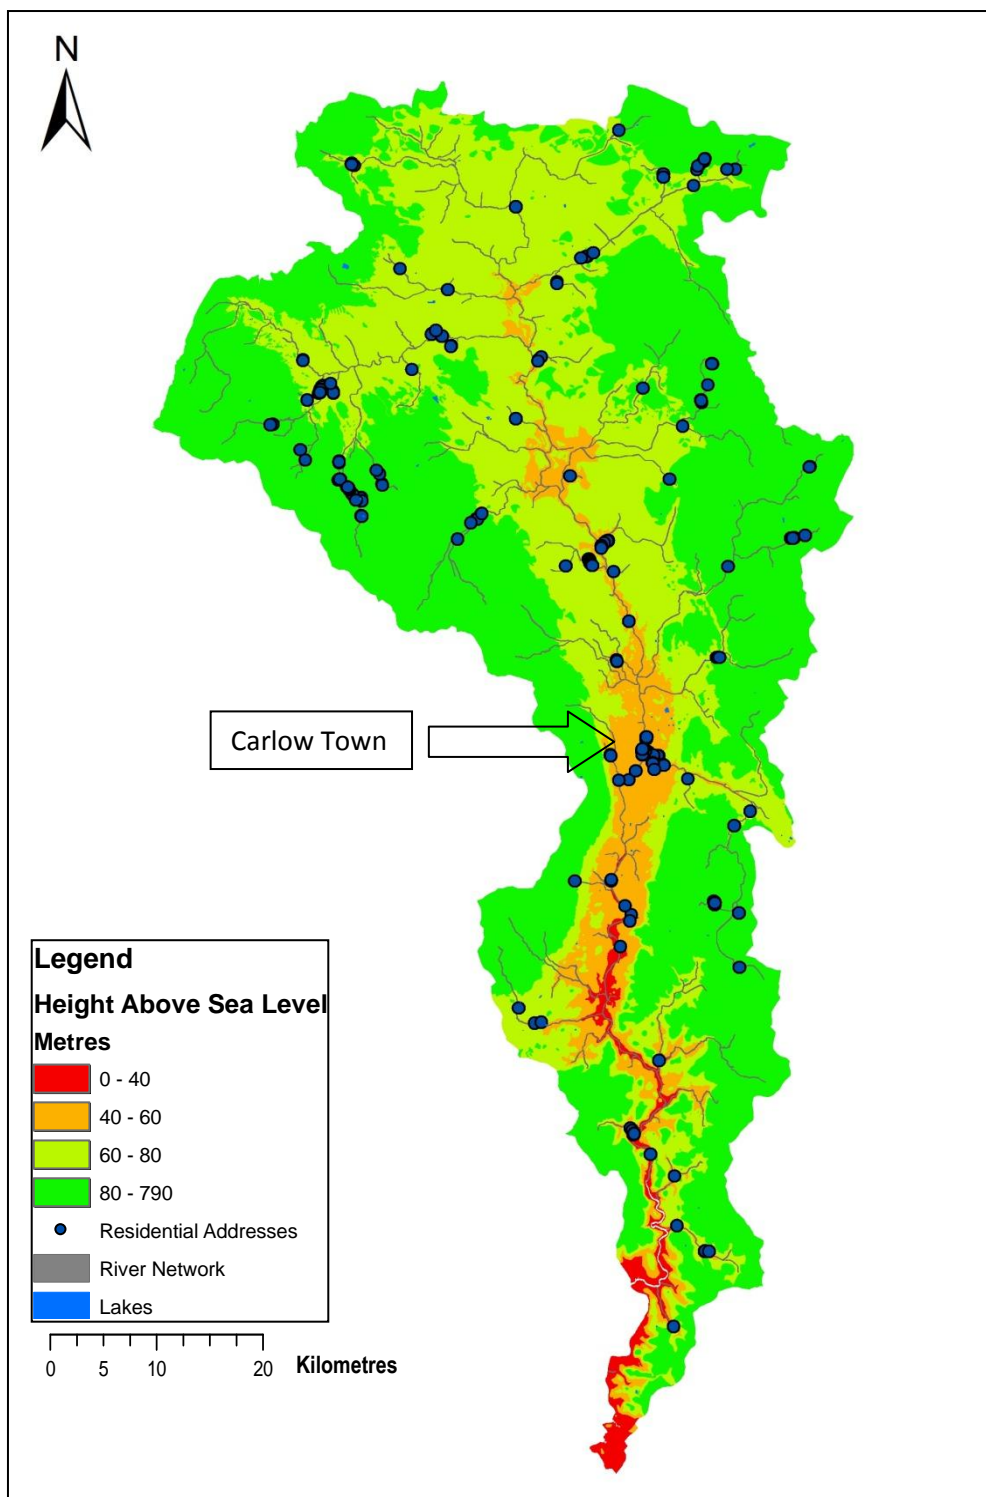 N
Carlow Town
Legend
Height Above Sea Level
Metres
0 - 40
40 - 60
60 - 80
80 - 790
Residential Addresses
River Network
Lakes
0 5 10 20 Kilometres